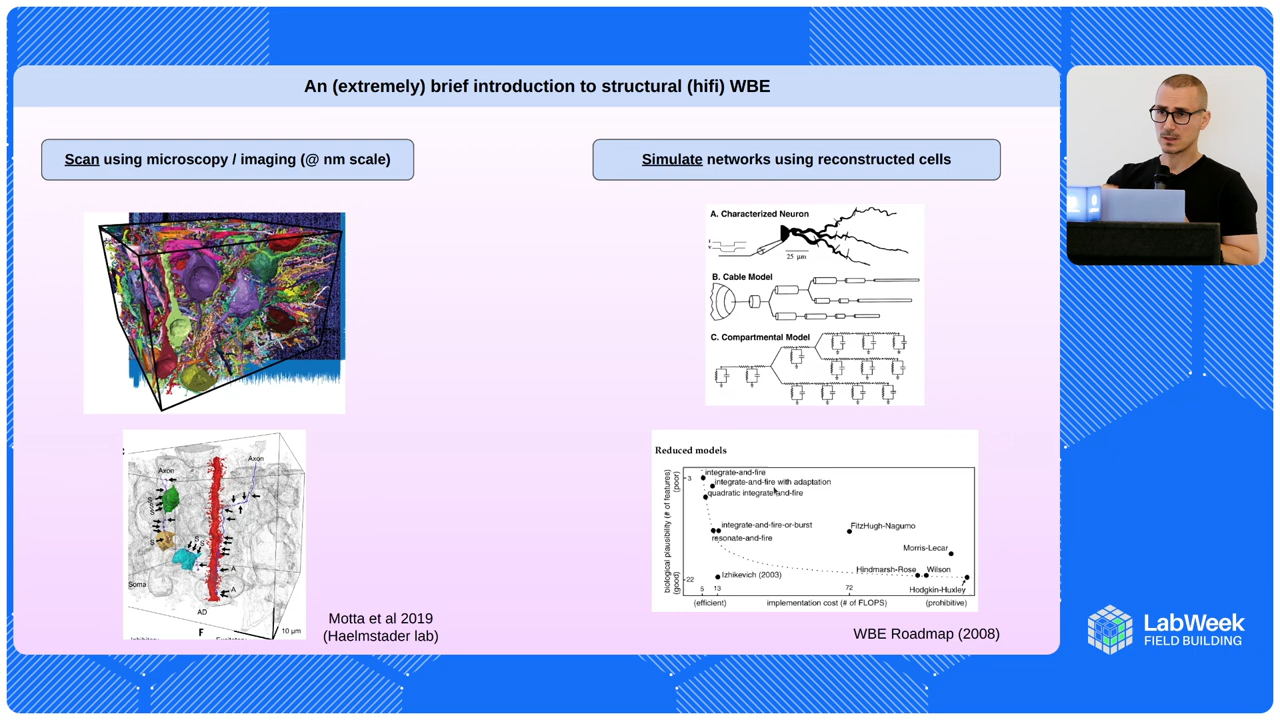 An (extremely) brief introduction to structural (hifi) WBE
Scan using microscopy / imaging (@ nm scale)
Simulate networks using reconstructed cells
A. Characterized Neuron
25 μm
B. Cable Model
C. Compartmental Model
Axon
Axon
Soma
AD
A
A
10 μm
Motta et al 2019
(Haelmstader lab)
Reduced models
biological plausibility (# of features)
(poor)
(good)
3
22
integrate-and-fire
integrate-and-fire with adaptation
quadratic integrate-and-fire
integrate-and-fire-or-burst
resonate-and-fire
FitzHugh-Nagumo
Morris-Lecar
Hindmarsh-Rose
Wilson
Izhikevich (2003)
Hodgkin-Huxley
5
13
72
(efficient)
implementation cost (# of FLOPS)
(prohibitive)
WBE Roadmap (2008)
LabWeek
FIELD BUILDING